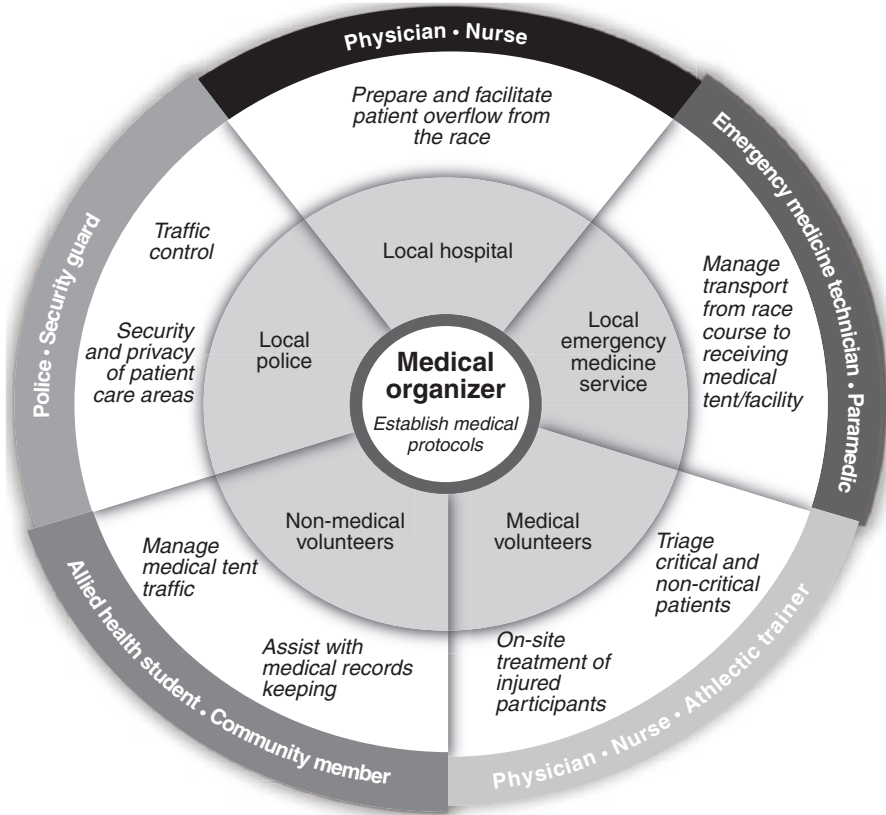 Physician • Nurse
Prepare and facilitate
patient overflow from
the race
Local hospital
Emergency medicine technician • Paramedic
Manage
transport
from race
course to
receiving
medical
tent/facility
Local
emergency
medicine
service
Physician • Nurse • Athlectic trainer
Triage
critical and
non-critical
patients
On-site
treatment of
injured
participants
Medical
volunteers
Allied health student • Community member
Manage
medical tent
traffic
Assist with
medical records
keeping
Non-medical
volunteers
Police • Security guard
Traffic
control
Security
and privacy
of patient
care areas
Local
police
Medical
organizer
Establish medical
protocols